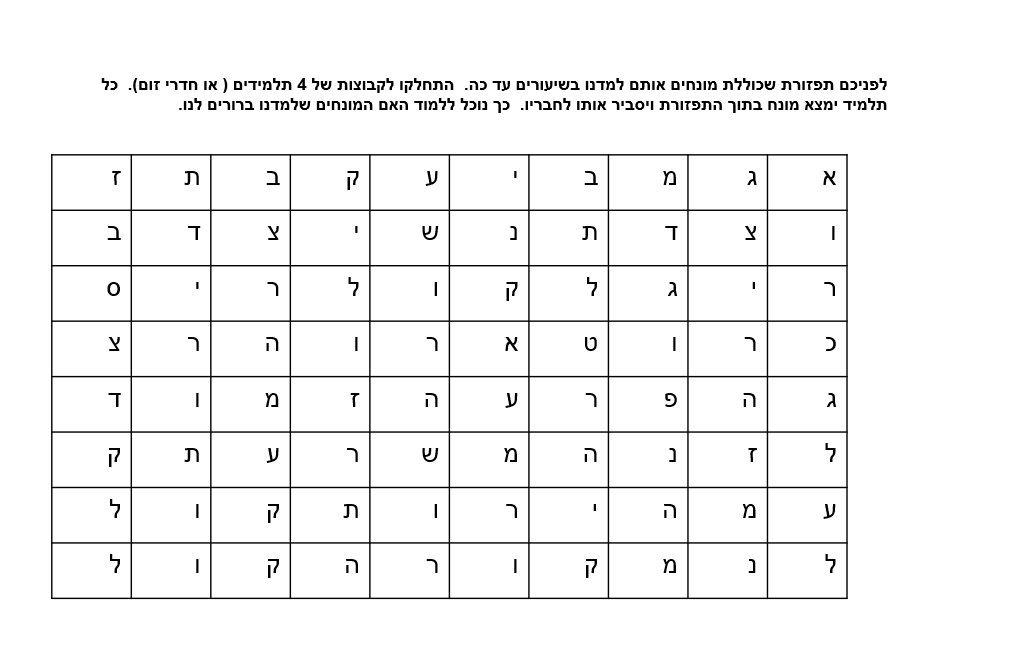 לפניכם תפזורת שכוללת מונחים אותם למדנו בשיעורים עד כה. התחלקו לקבוצות של 4 תלמידים ( או חדרי זום). כל
תלמיד ימצא מונח בתוך התפזורת ויסביר אותו לחבריו. כך נוכל ללמוד האם המונחים שלמדנו ברורים לנו.
א ג מ ב י ע ק ב ת ז
ו צ ד ת נ ש י צ ד ב
ר י ג ל ק ו ל ר י ס
כ ר ו ט א ר ו ה ר צ
ג ה פ ר ע ה ז מ ו ד
ל ז נ ה מ ש ר ע ת ק
ע מ ה י ר ו ת ק ו ל
ל נ מ ק ו ר ה ק ו ל